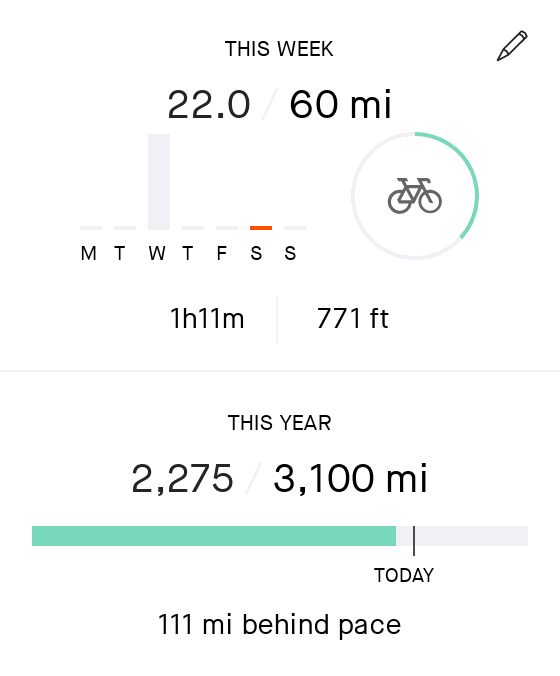 THIS WEEK
22.0 / 60 mi
M T W T F S S
1h11m
771 ft
THIS YEAR
2,275 / 3,100 mi
TODAY
111 mi behind pace